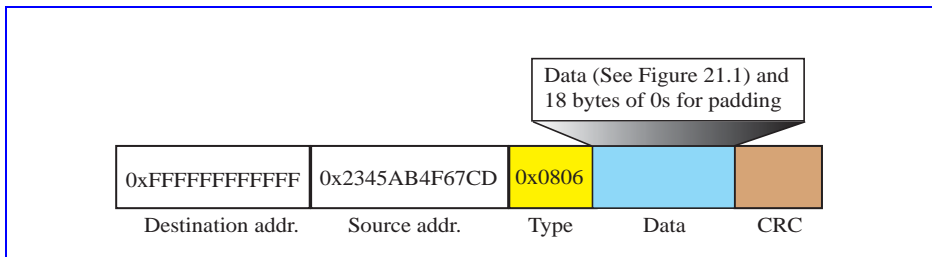 Data (See Figure 21.1) and
18 bytes of 0s for padding
0xFFFFFFFFFFFF 0x2345AB4F67CD 0x0806
Destination addr. Source addr. Type Data CRC